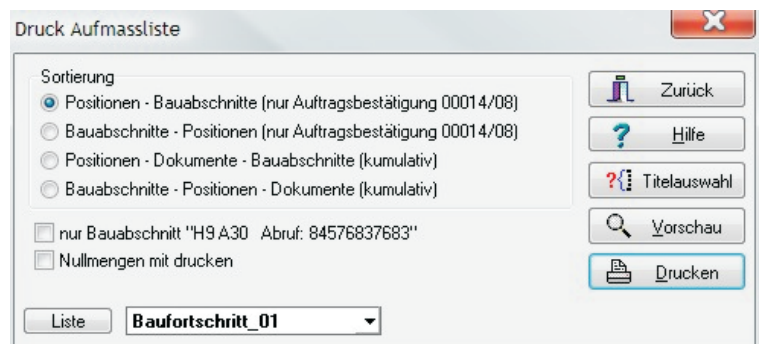 Druck Aufmassliste
Sortierung
Positionen - Bauabschnitte (nur Auftragsbestätigung 00014/08)
Bauabschnitte - Positionen (nur Auftragsbestätigung 00014/08)
Positionen - Dokumente - Bauabschnitte (kumulativ)
Bauabschnitte - Positionen - Dokumente (kumulativ)
nur Bauabschnitt "H9 A30 Abruf: 84576837683"
Nullmengen mit drucken
Liste
Baufortschritt_01
Zurück
Hilfe
Titelauswahl
Vorschau
Drucken